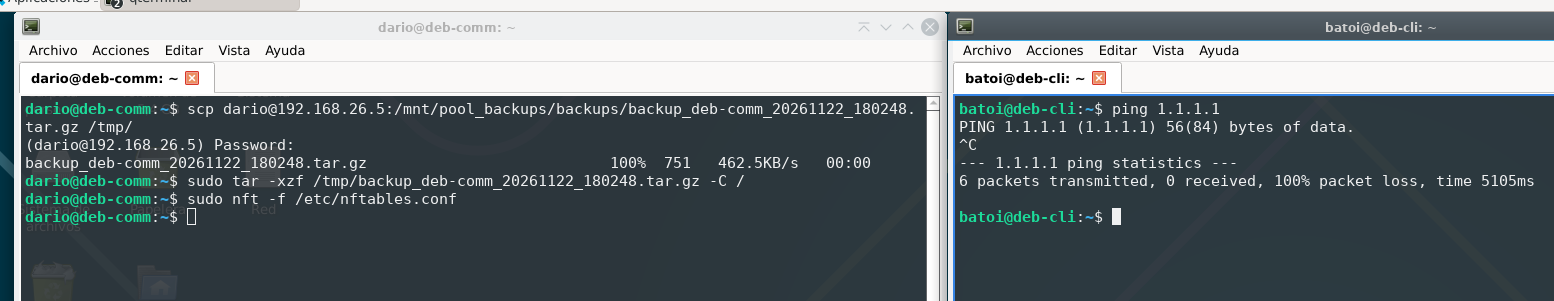 Aplicaciones
2 qterminal
dario@deb-comm: ~
Archivo Acciones Editar Vista Ayuda
dario@deb-comm: ~
dario@deb-comm:~$ scp dario@192.168.26.5:/mnt/pool_backups/backups/backup_deb-comm_20261122_180248.
tar.gz /tmp/
(dario@192.168.26.5) Password:
backup_deb-comm_20261122_180248.tar.gz 100% 751 462.5KB/s 00:00
dario@deb-comm:~$ sudo tar -xzf /tmp/backup_deb-comm_20261122_180248.tar.gz -C /
dario@deb-comm:~$ sudo nft -f /etc/nftables.conf
dario@deb-comm:~$
Papelera
Red
archivos
batoi@deb-cli: ~
Archivo Acciones Editar Vista Ayuda
batoi@deb-cli: ~
batoi@deb-cli:~$ ping 1.1.1.1
PING 1.1.1.1 (1.1.1.1) 56(84) bytes of data.
^C
--- 1.1.1.1 ping statistics ---
6 packets transmitted, 0 received, 100% packet loss, time 5105ms
batoi@deb-cli:~$